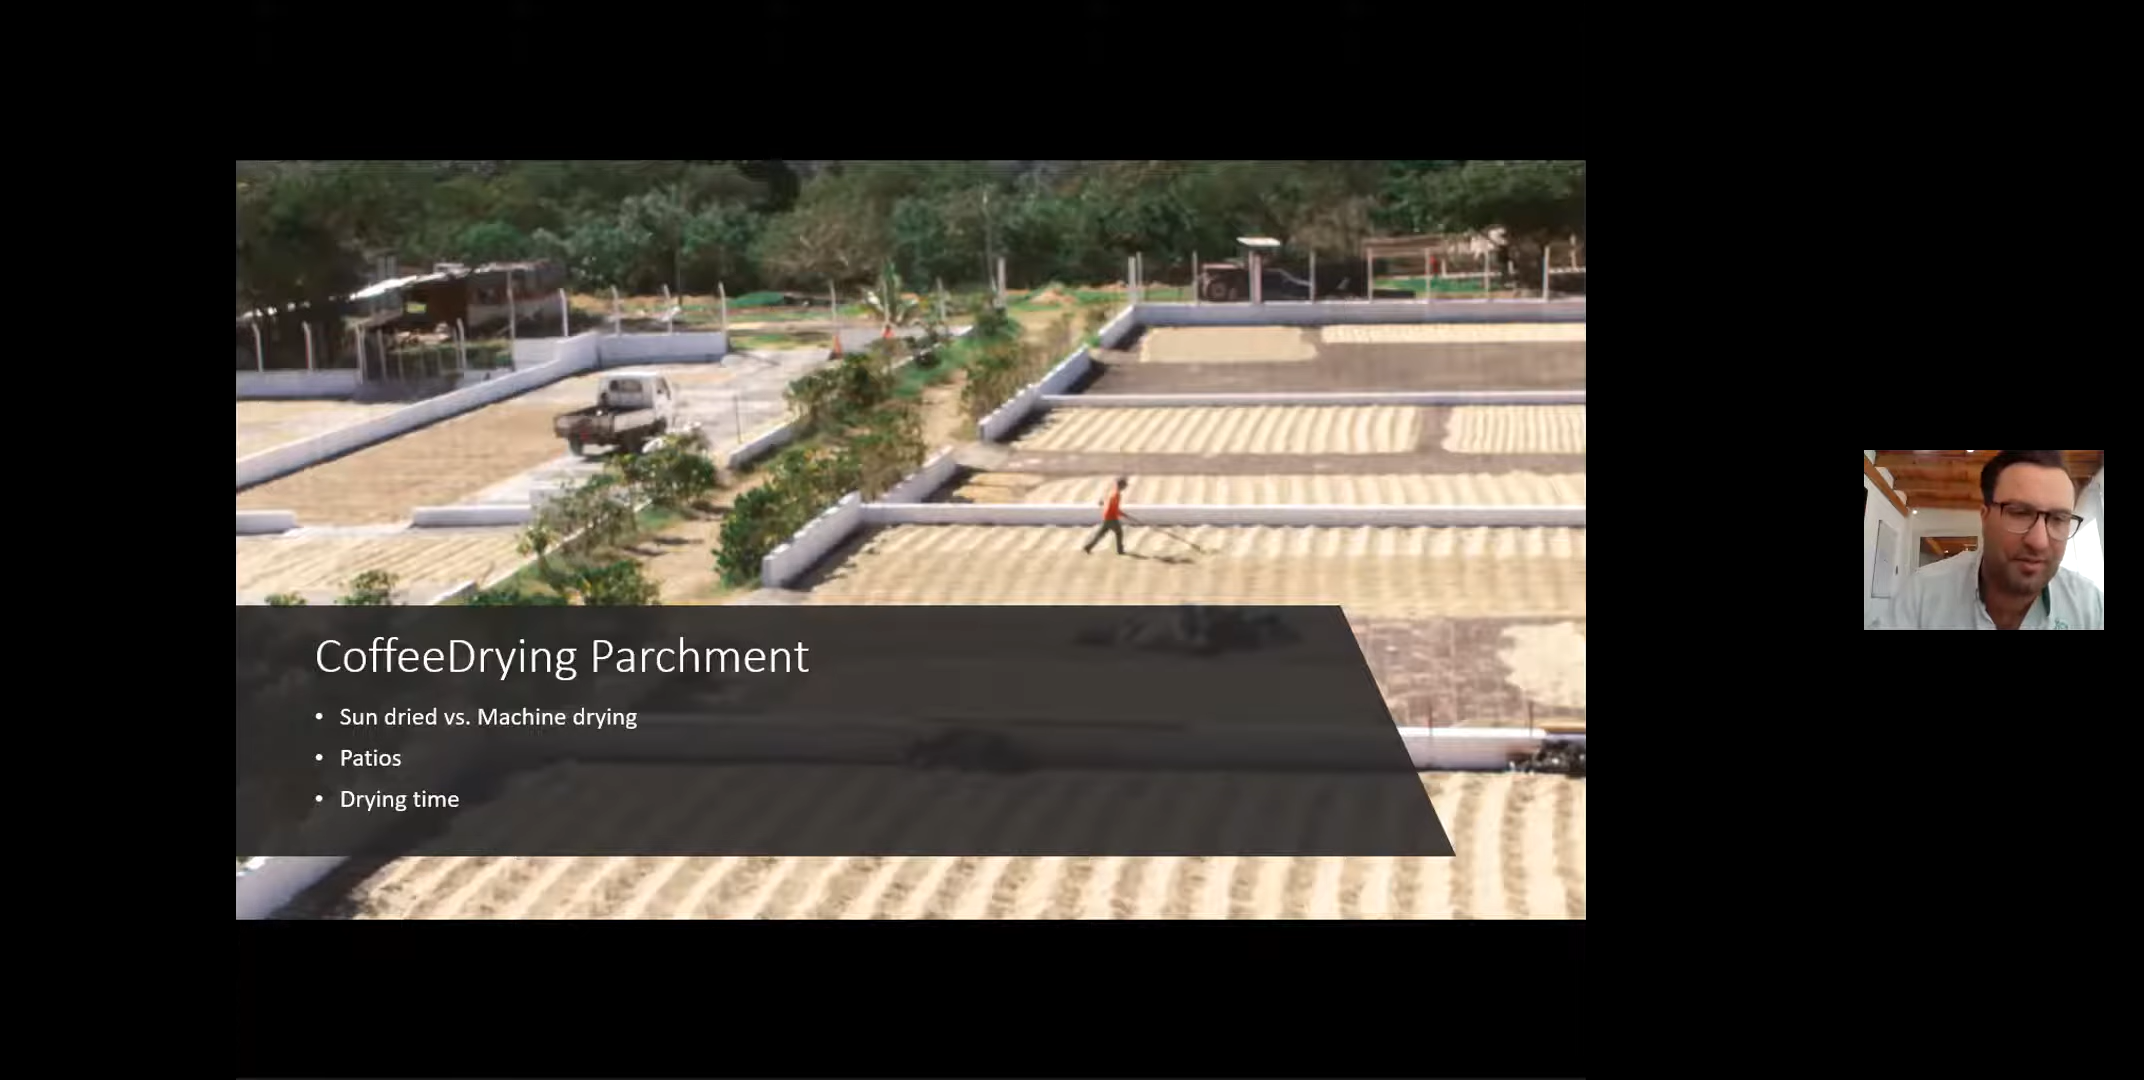 CoffeeDrying Parchment
• Sun dried vs. Machine drying
• Patios
• Drying time